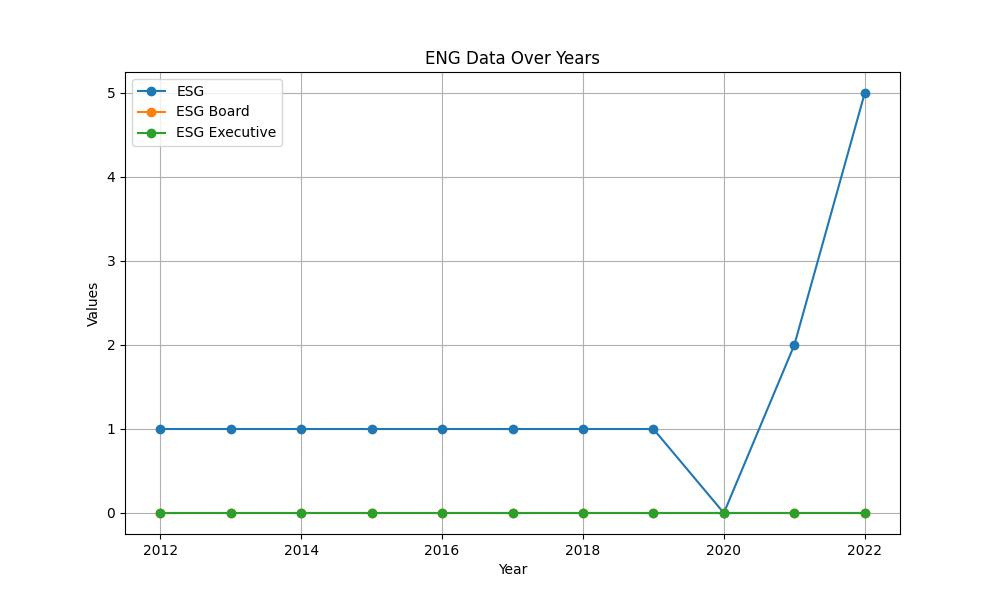 ENG Data Over Years
ESG
ESG Board
ESG Executive
5
4
3
2
1
0
Values
2012
2014
2016
2018
2020
2022
Year